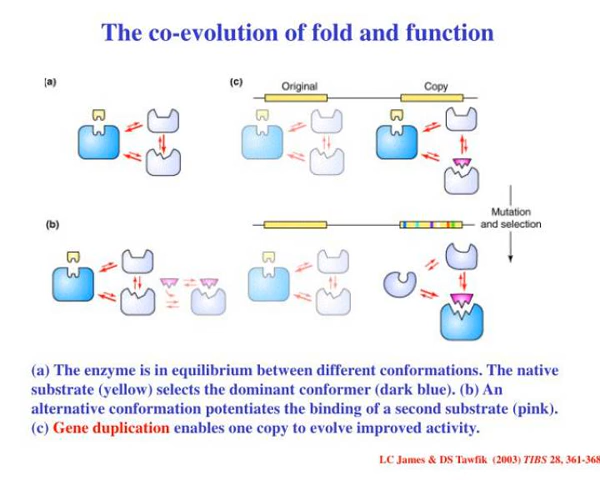 The co-evolution of fold and function
(a)
(c)
Original
Copy
Mutation
and selection
(b)
(a) The enzyme is in equilibrium between different conformations. The native
substrate (yellow) selects the dominant conformer (dark blue). (b) An
alternative conformation potentiates the binding of a second substrate (pink).
(c) Gene duplication enables one copy to evolve improved activity.
LC James & DS Tawfik (2003) TIBS 28, 361-368